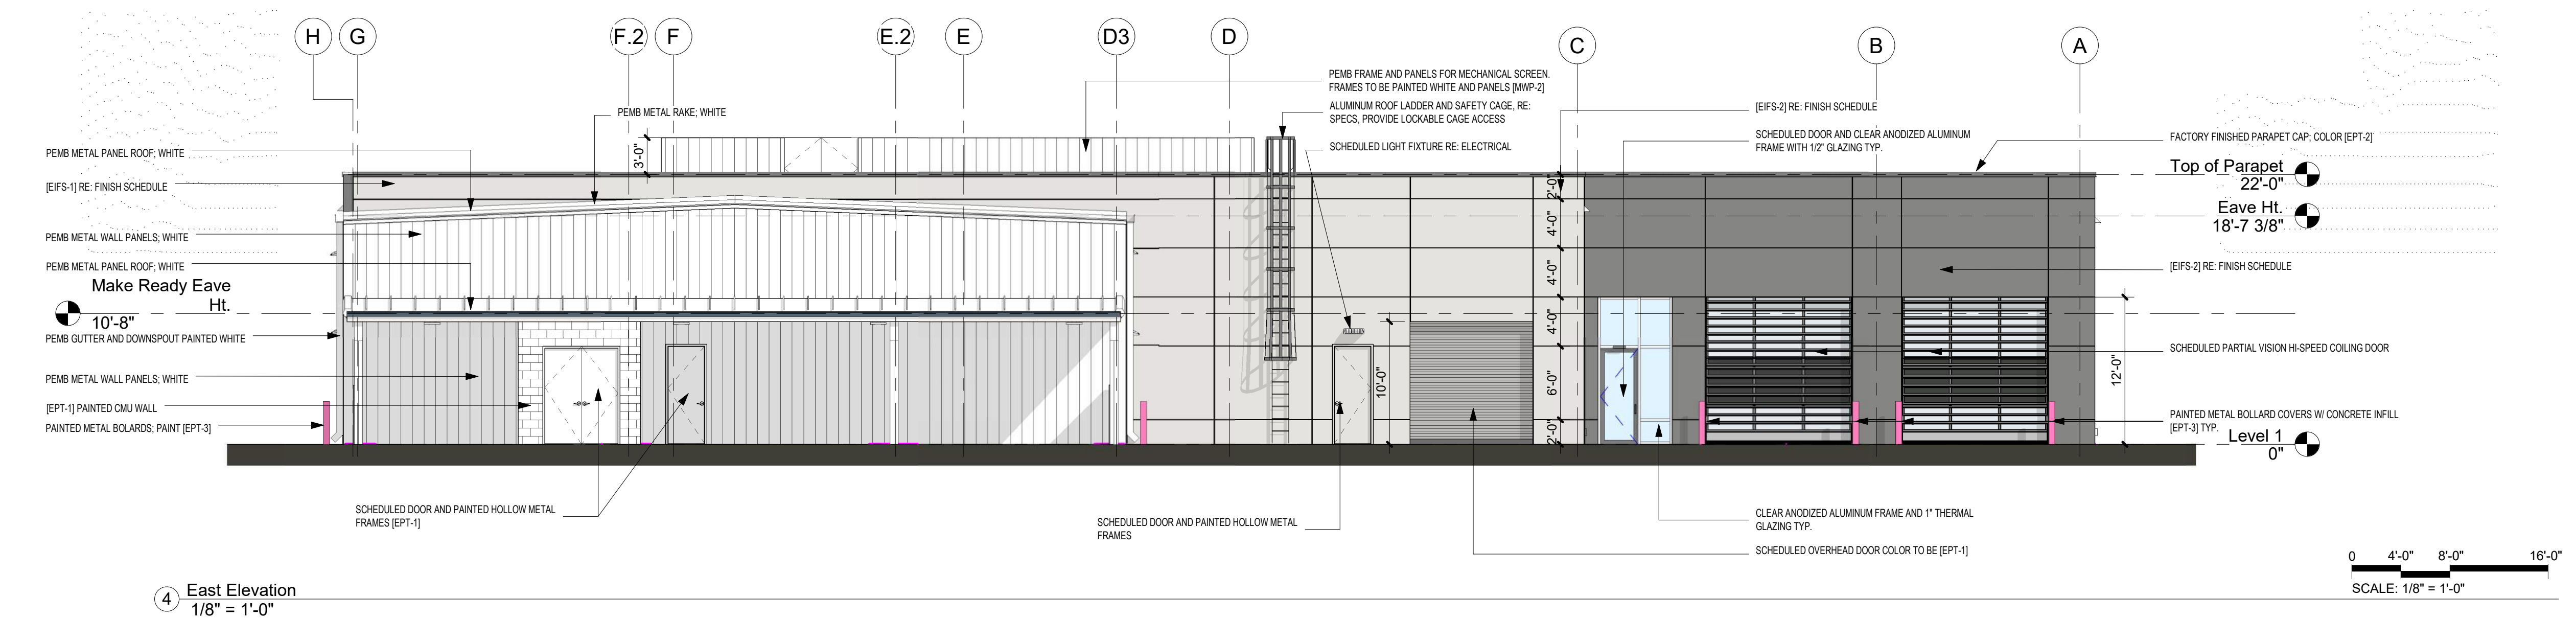 H
G
F.2
F
E.2
E
D3
D
C
B
A
PEMB METAL RAKE; WHITE
PEMB FRAME AND PANELS FOR MECHANICAL SCREEN.
FRAMES TO BE PAINTED WHITE AND PANELS [MWP-2]
ALUMINUM ROOF LADDER AND SAFETY CAGE, RE:
SPECS, PROVIDE LOCKABLE CAGE ACCESS
SCHEDULED LIGHT FIXTURE RE: ELECTRICAL
[EIFS-2] RE: FINISH SCHEDULE
SCHEDULED DOOR AND CLEAR ANODIZED ALUMINUM
FRAME WITH 1/2" GLAZING TYP.
FACTORY FINISHED PARAPET CAP; COLOR [EPT-2]
Top of Parapet
22'-0"
Eave Ht.
18'-7 3/8"
[EIFS-2] RE: FINISH SCHEDULE
SCHEDULED PARTIAL VISION HI-SPEED COILING DOOR
PAINTED METAL BOLLARD COVERS W/ CONCRETE INFILL
[EPT-3] TYP.
Level 1
0"
PEMB METAL PANEL ROOF; WHITE
[EIFS-1] RE: FINISH SCHEDULE
PEMB METAL WALL PANELS; WHITE
PEMB METAL PANEL ROOF; WHITE
Make Ready Eave
Ht.
10'-8"
PEMB GUTTER AND DOWNSPOUT PAINTED WHITE
PEMB METAL WALL PANELS; WHITE
[EPT-1] PAINTED CMU WALL
PAINTED METAL BOLARDS; PAINT [EPT-3]
3'-0"
2'-0"
4'-0"
4'-0"
4'-0"
6'-0"
2'-0"
10'-0"
12'-0"
SCHEDULED DOOR AND PAINTED HOLLOW METAL
FRAMES [EPT-1]
SCHEDULED DOOR AND PAINTED HOLLOW METAL
FRAMES
CLEAR ANODIZED ALUMINUM FRAME AND 1" THERMAL
GLAZING TYP.
SCHEDULED OVERHEAD DOOR COLOR TO BE [EPT-1]
4
East Elevation
1/8" = 1'-0"
0 4'-0" 8'-0" 16'-0"
SCALE: 1/8" = 1'-0"